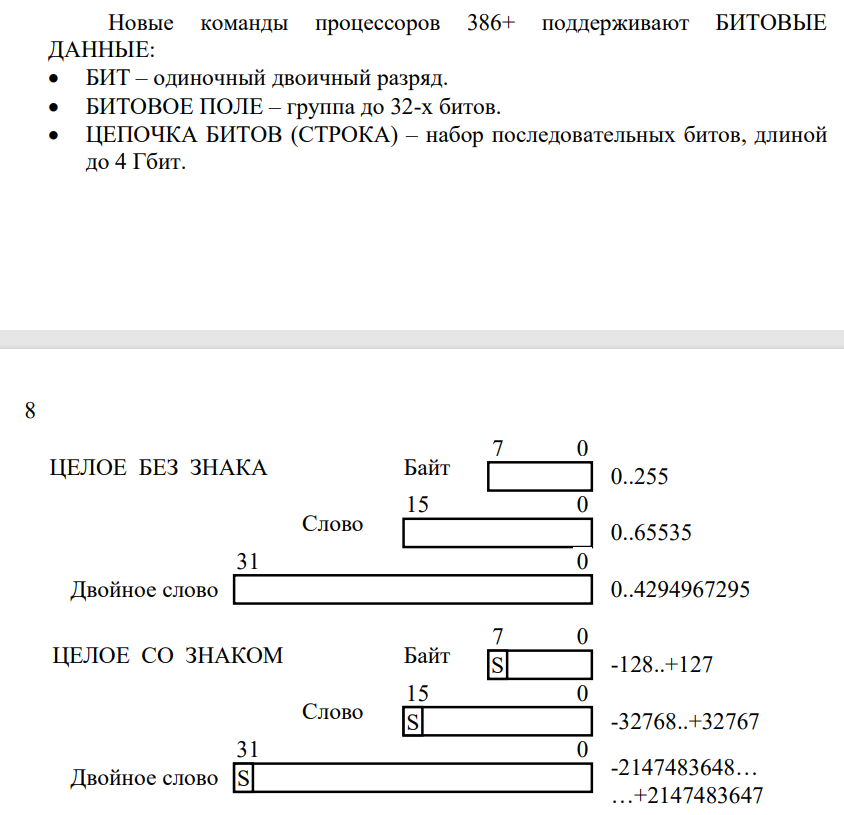 Новые команды процессоров 386+ поддерживают БИТОВЫЕ
ДАННЫЕ:
• БИТ – одиночный двоичный разряд.
• БИТОВОЕ ПОЛЕ – группа до 32-х битов.
• ЦЕПОЧКА БИТОВ (СТРОКА) – набор последовательных битов, длиной
до 4 Гбит.
8
7 0
ЦЕЛОЕ БЕЗ ЗНАКА Байт 0..255
15 0
Слово 0..65535
31 0
Двойное слово 0..4294967295
7 0
ЦЕЛОЕ СО ЗНАКОМ Байт S -128..+127
15 0
Слово S -32768..+32767
31 0
Двойное слово S -2147483648…
…+2147483647